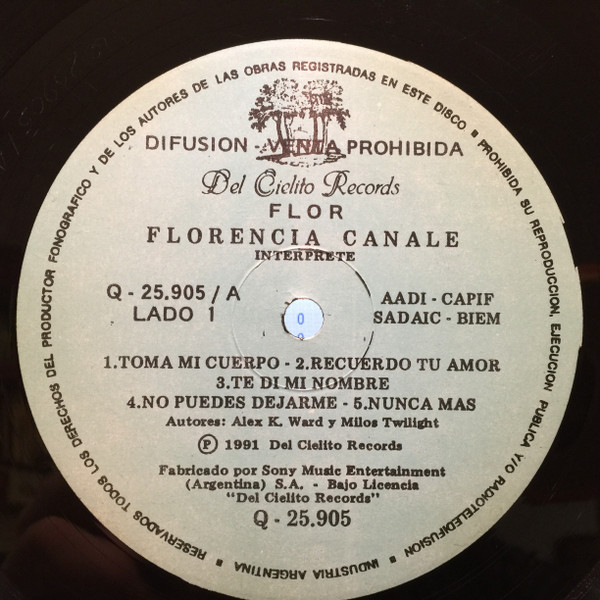 RESERVADOS TODOS LOS DERECHOS DEL PRODUCTOR FONOGRAFICO Y DE LOS AUTORES DE LAS OBRAS REGISTRADAS EN ESTE DISCO ■ PROHIBIDA SU REPRODUCCION, EJECUCION PUBLICA Y/O RADIOTELEDIFUSION ■ INDUSTRIA ARGENTINA ■
DIFUSION - VENTA PROHIBIDA
Del Cielito Records
FLOR
FLORENCIA CANALE
INTERPRETE
Q - 25.905 / A
LADO 1
AADI - CAPIF
SADAIC - BIEM
1.TOMA MI CUERPO - 2.RECUERDO TU AMOR
3.TE DI MI NOMBRE
4.NO PUEDES DEJARME - 5.NUNCA MAS
Autores: Alex K. Ward y Milos Twilight
Ⓟ 1991 Del Cielito Records
Fabricado por Sony Music Entertainment
(Argentina) S.A. - Bajo Licencia
"Del Cielito Records"
Q - 25.905